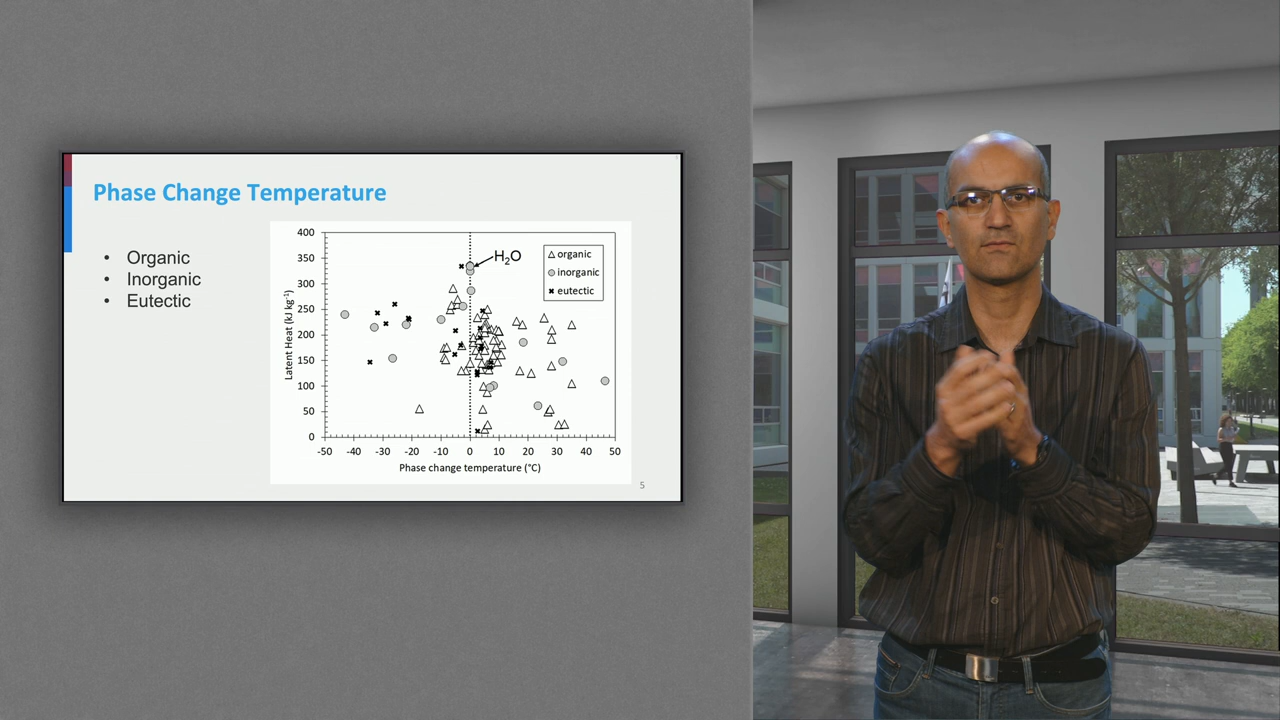 Phase Change Temperature
• Organic
• Inorganic
• Eutectic
400
350
300
250
200
150
100
50
0
Latent Heat (kJ kg⁻¹)
H₂O
organic
inorganic
eutectic
-50 -40 -30 -20 -10 0 10 20 30 40 50
Phase change temperature (°C)
5